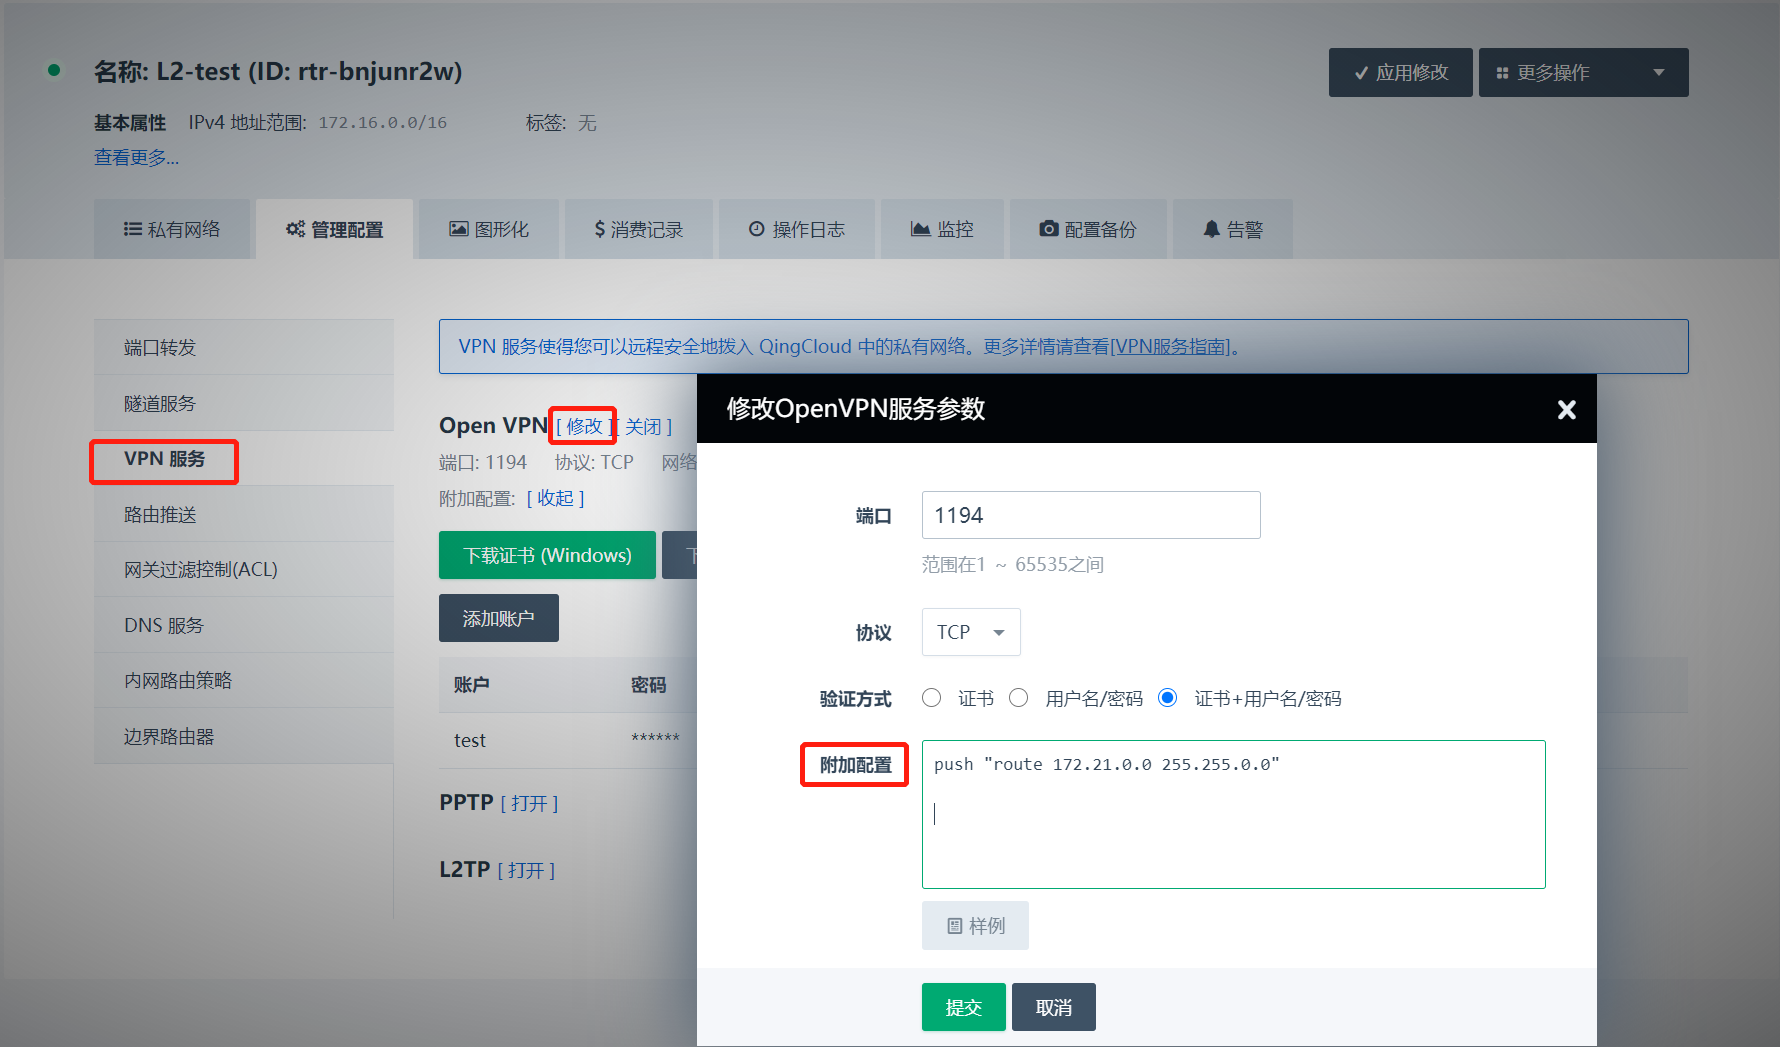 名称: L2-test (ID: rtr-bnjunr2w)
应用修改
更多操作
基本属性 IPv4 地址范围: 172.16.0.0/16 标签: 无
查看更多...
私有网络
管理配置
图形化
消费记录
操作日志
监控
配置备份
告警
端口转发
隧道服务
VPN 服务
路由推送
网关过滤控制(ACL)
DNS 服务
内网路由策略
边界路由器
VPN 服务使得您可以远程安全地拨入 QingCloud 中的私有网络。更多详情请查看[VPN服务指南]。
Open VPN [ 修改 ] [ 关闭 ]
端口: 1194 协议: TCP 网络
附加配置: [ 收起 ]
下载证书 (Windows)
添加账户
账户 密码
test ******
PPTP [ 打开 ]
L2TP [ 打开 ]
修改OpenVPN服务参数
端口 1194
范围在1 ~ 65535之间
协议 TCP
验证方式 证书 用户名/密码 证书+用户名/密码
附加配置 push "route 172.21.0.0 255.255.0.0"
样例
提交 取消